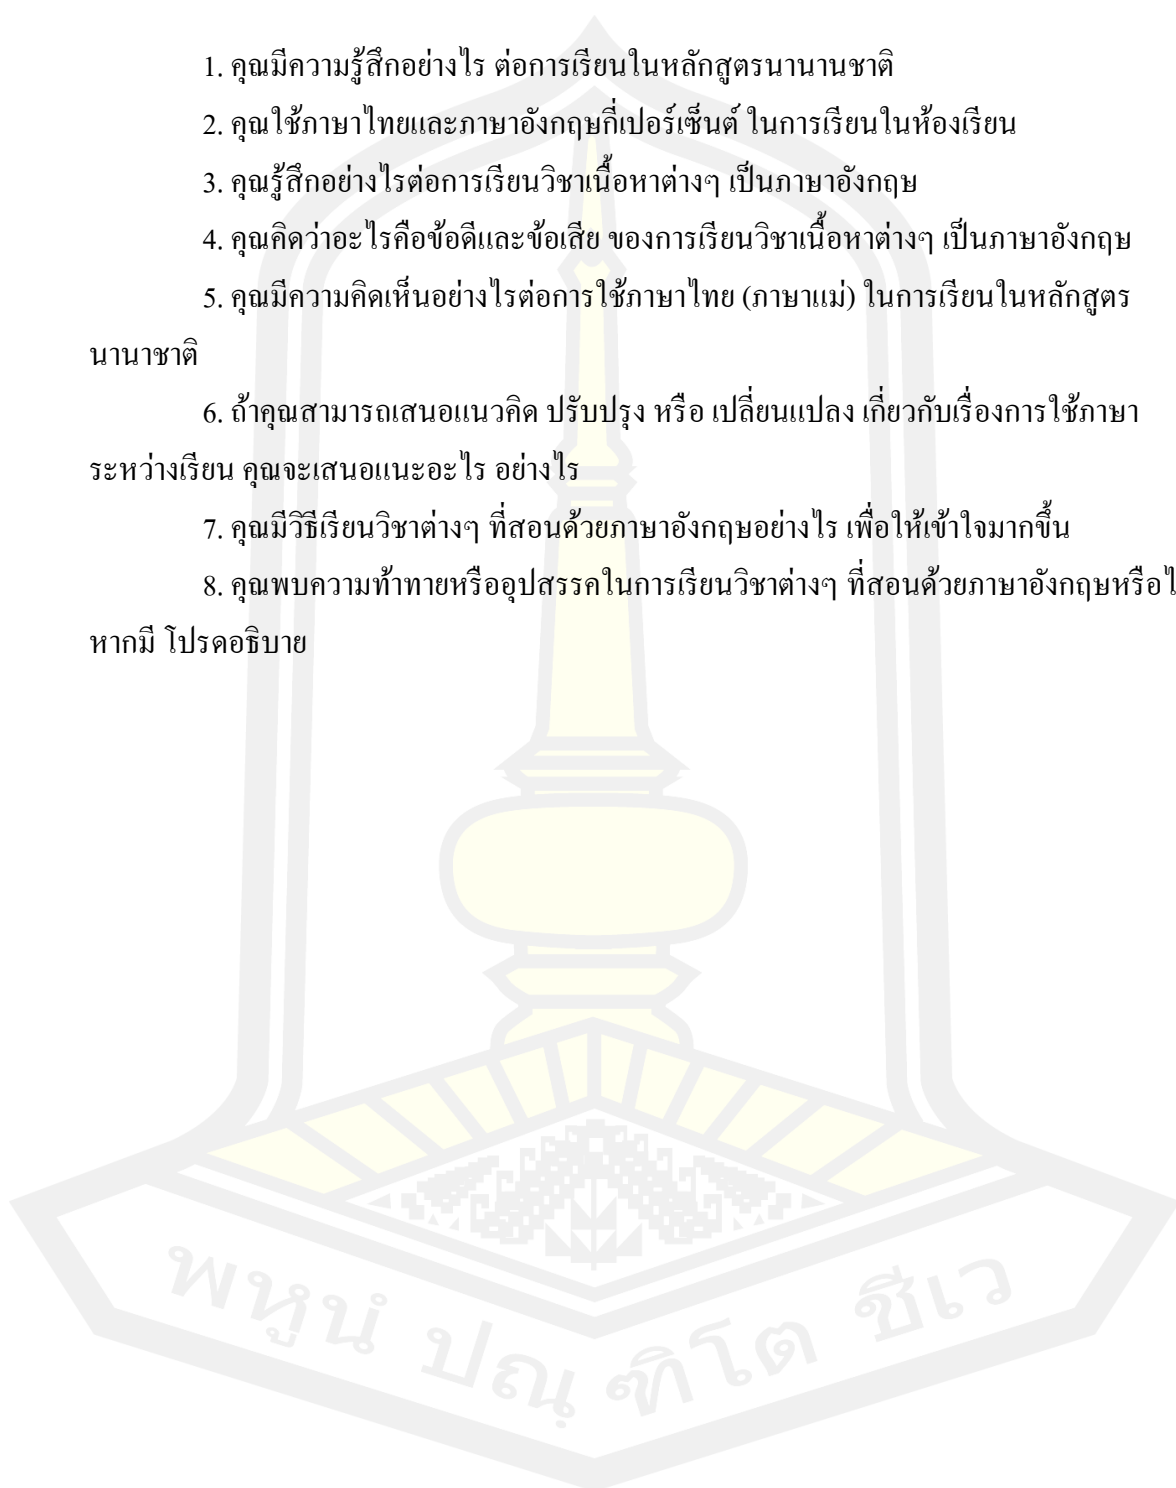 1. คุณมีความรู้สึกอย่างไร ต่อการเรียนในหลักสูตรนานานชาติ
2. คุณใช้ภาษาไทยและภาษาอังกฤษกี่เปอร์เซ็นต์ ในการเรียนในห้องเรียน
3. คุณรู้สึกอย่างไรต่อการเรียนวิชาเนื้อหาต่างๆ เป็นภาษาอังกฤษ
4. คุณคิดว่าอะไรคือข้อดีและข้อเสีย ของการเรียนวิชาเนื้อหาต่างๆ เป็นภาษาอังกฤษ
5. คุณมีความคิดเห็นอย่างไรต่อการใช้ภาษาไทย (ภาษาแม่) ในการเรียนในหลักสูตร
นานาชาติ
6. ถ้าคุณสามารถเสนอแนวคิด ปรับปรุง หรือ เปลี่ยนแปลง เกี่ยวกับเรื่องการใช้ภาษา
ระหว่างเรียน คุณจะเสนอแนะอะไร อย่างไร
7. คุณมีวิธีเรียนวิชาต่างๆ ที่สอนด้วยภาษาอังกฤษอย่างไร เพื่อให้เข้าใจมากขึ้น
8. คุณพบความท้าทายหรืออุปสรรคในการเรียนวิชาต่างๆ ที่สอนด้วยภาษาอังกฤษหรือไ
หากมี โปรดอธิบาย
พหูนํ ปณฺฑิโต ชีเว